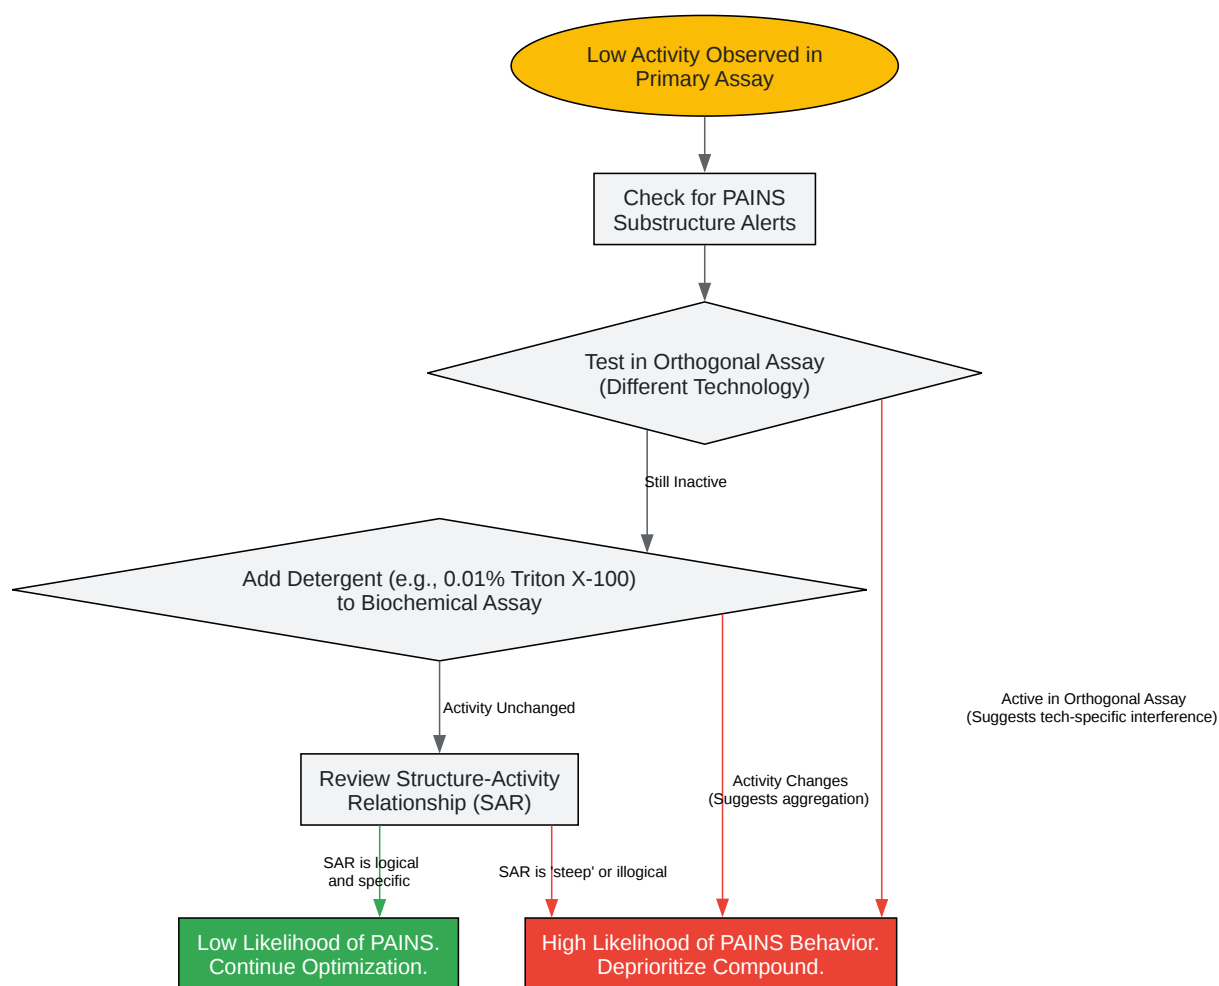 Low Activity Observed in
Primary Assay
Check for PAINS
Substructure Alerts
Test in Orthogonal Assay
(Different Technology)
Still Inactive
Add Detergent (e.g., 0.01% Triton X-100)
to Biochemical Assay
Activity Unchanged
Active in Orthogonal Assay
(Suggests tech-specific interference)
Review Structure-Activity
Relationship (SAR)
Activity Changes
(Suggests aggregation)
SAR is logical
and specific
SAR is 'steep' or illogical
Low Likelihood of PAINS.
Continue Optimization.
High Likelihood of PAINS Behavior.
Deprioritize Compound.